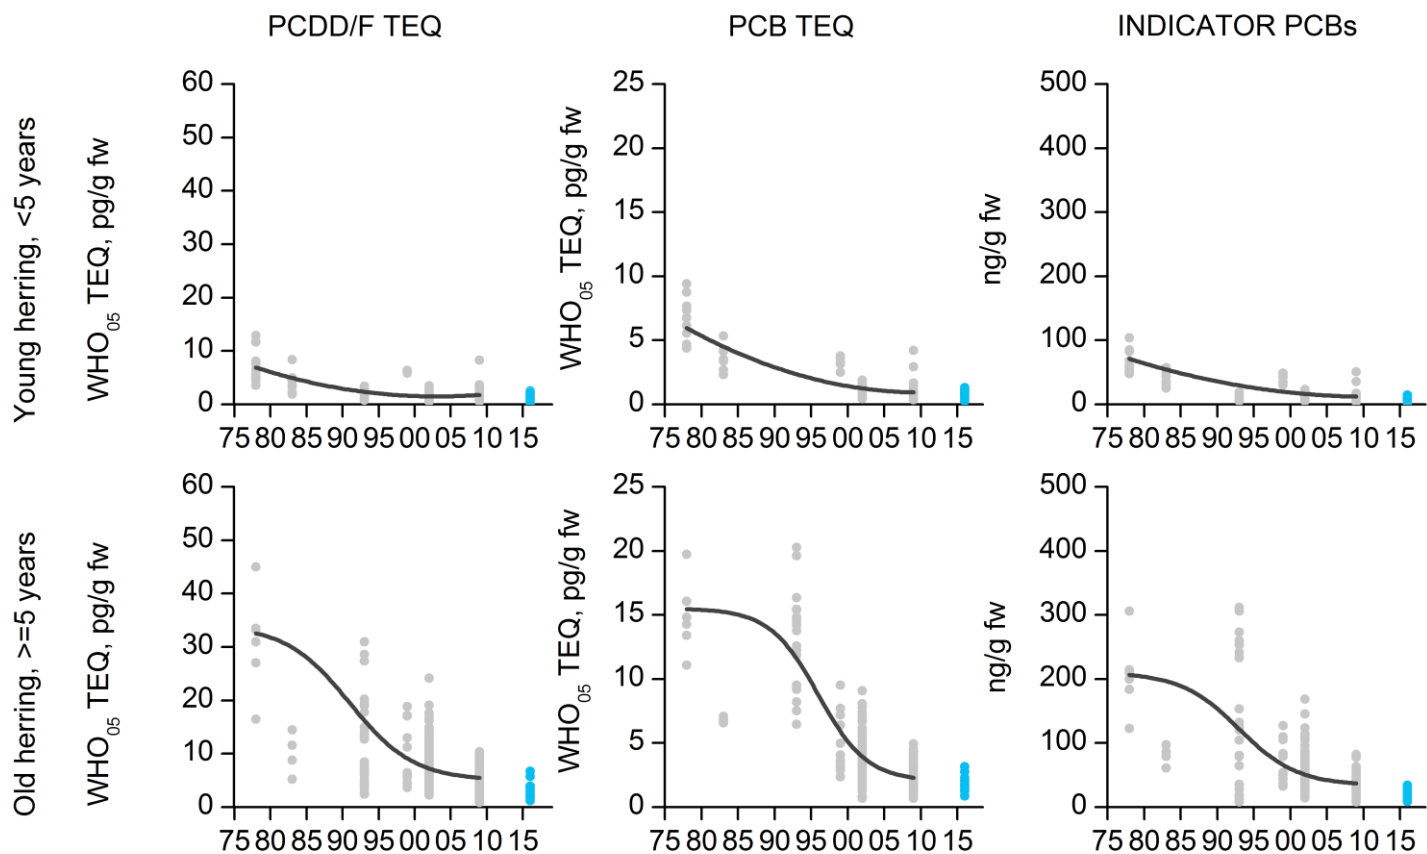 PCDD/F TEQ
PCB TEQ
INDICATOR PCBs
Young herring, <5 years
WHO₀₅ TEQ, pg/g fw
60
50
40
30
20
10
0
75 80 85 90 95 00 05 10 15
WHO₀₅ TEQ, pg/g fw
25
20
15
10
5
0
75 80 85 90 95 00 05 10 15
ng/g fw
500
400
300
200
100
0
75 80 85 90 95 00 05 10 15
Old herring, >=5 years
WHO₀₅ TEQ, pg/g fw
60
50
40
30
20
10
0
75 80 85 90 95 00 05 10 15
WHO₀₅ TEQ, pg/g fw
25
20
15
10
5
0
75 80 85 90 95 00 05 10 15
ng/g fw
500
400
300
200
100
0
75 80 85 90 95 00 05 10 15